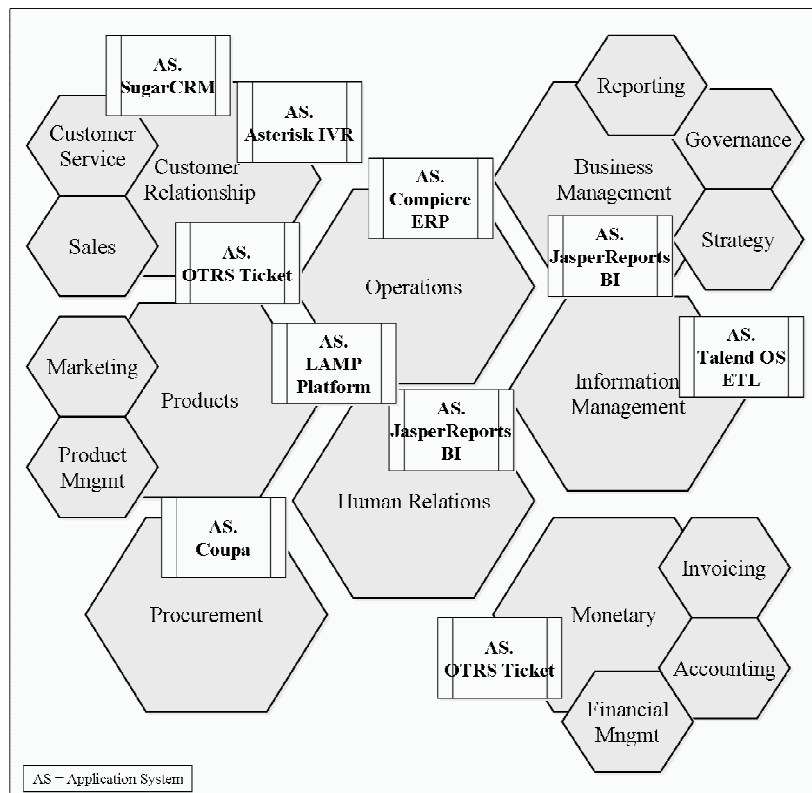 AS.
SugarCRM
AS.
Asterisk IVR
Customer
Service
Customer
Relationship
Sales
AS.
OTRS Ticket
AS.
Compiere
ERP
Operations
Reporting
Governance
Business
Management
Strategy
AS.
JasperReports
BI
Marketing
Products
Product
Mngmt
AS.
LAMP
Platform
AS.
JasperReports
BI
Human Relations
Information
Management
AS.
Talend OS
ETL
AS.
Coupa
Procurement
Monetary
Invoicing
Accounting
Financial
Mngmt
AS.
OTRS Ticket
AS = Application System